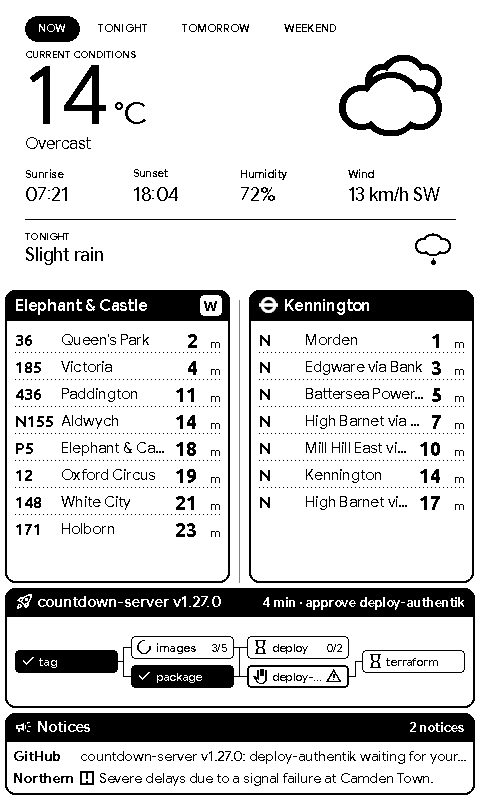 NOW TONIGHT TOMORROW WEEKEND
CURRENT CONDITIONS
14 °C
Overcast
Sunrise Sunset Humidity Wind
07:21 18:04 72% 13 km/h SW
TONIGHT
Slight rain
Elephant & Castle W
36 Queen's Park 2 m
185 Victoria 4 m
436 Paddington 11 m
N155 Aldwych 14 m
P5 Elephant & Ca... 18 m
12 Oxford Circus 19 m
148 White City 21 m
171 Holborn 23 m
Kennington
N Morden 1 m
N Edgware via Bank 3 m
N Battersea Power... 5 m
N High Barnet via ... 7 m
N Mill Hill East vi... 10 m
N Kennington 14 m
N High Barnet vi... 17 m
countdown-server v1.27.0 4 min · approve deploy-authentik
tag
images 3/5
package
deploy 0/2
deploy-...
terraform
Notices 2 notices
GitHub countdown-server v1.27.0: deploy-authentik waiting for your...
Northern Severe delays due to a signal failure at Camden Town.